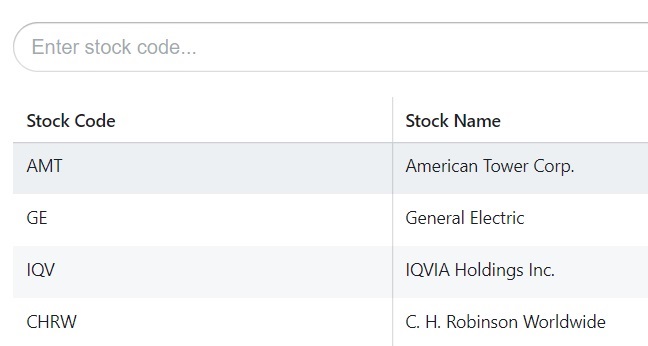 Enter stock code...
Stock Code Stock Name
AMT American Tower Corp.
GE General Electric
IQV IQVIA Holdings Inc.
CHRW C. H. Robinson Worldwide